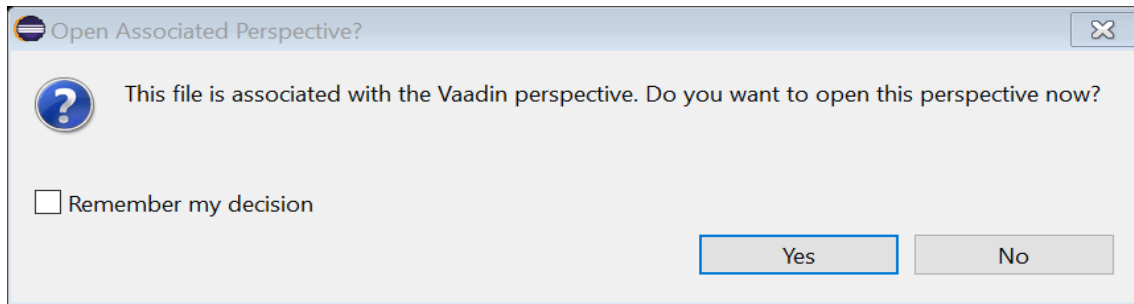 Open Associated Perspective?
This file is associated with the Vaadin perspective. Do you want to open this perspective now?
Remember my decision
Yes No